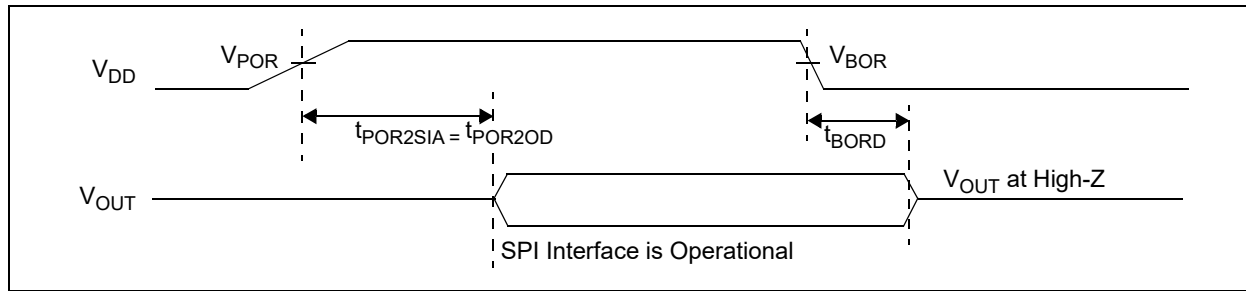 V_POR
V_BOR
V_DD
t_POR2SIA = t_POR2OD
t_BORD
V_OUT at High-Z
V_OUT
SPI Interface is Operational